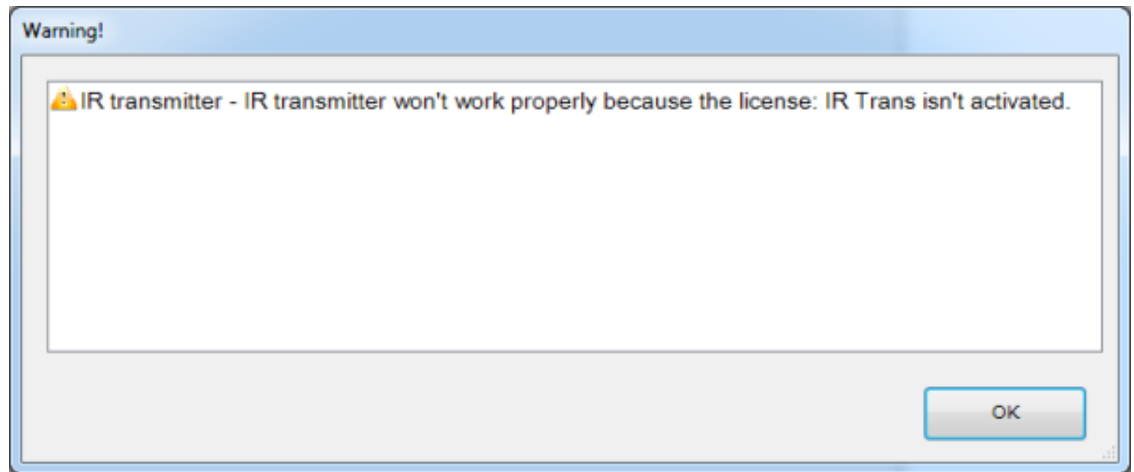 Warning!
IR transmitter - IR transmitter won't work properly because the license: IR Trans isn't activated.
OK